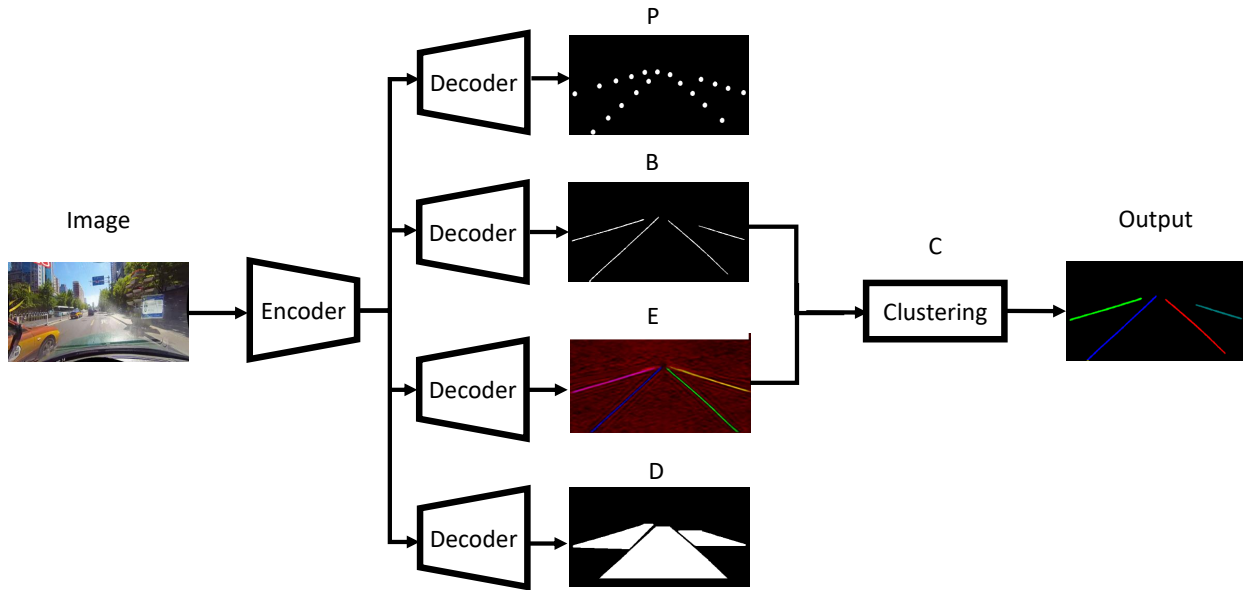 P
Decoder
B
Decoder
Image
Output
C
Encoder
Clustering
E
Decoder
D
Decoder